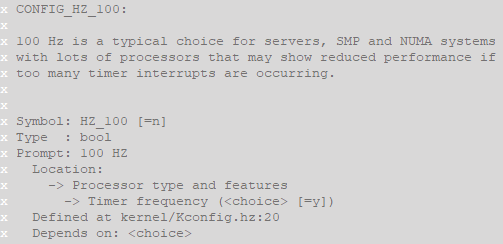 x CONFIG_HZ_100:
x
x 100 Hz is a typical choice for servers, SMP and NUMA systems
x with lots of processors that may show reduced performance if
x too many timer interrupts are occurring.
x
x
x Symbol: HZ_100 [=n]
x Type  : bool
x Prompt: 100 HZ
x   Location:
x     -> Processor type and features
x       -> Timer frequency (<choice> [=y])
x   Defined at kernel/Kconfig.hz:20
x   Depends on: <choice>